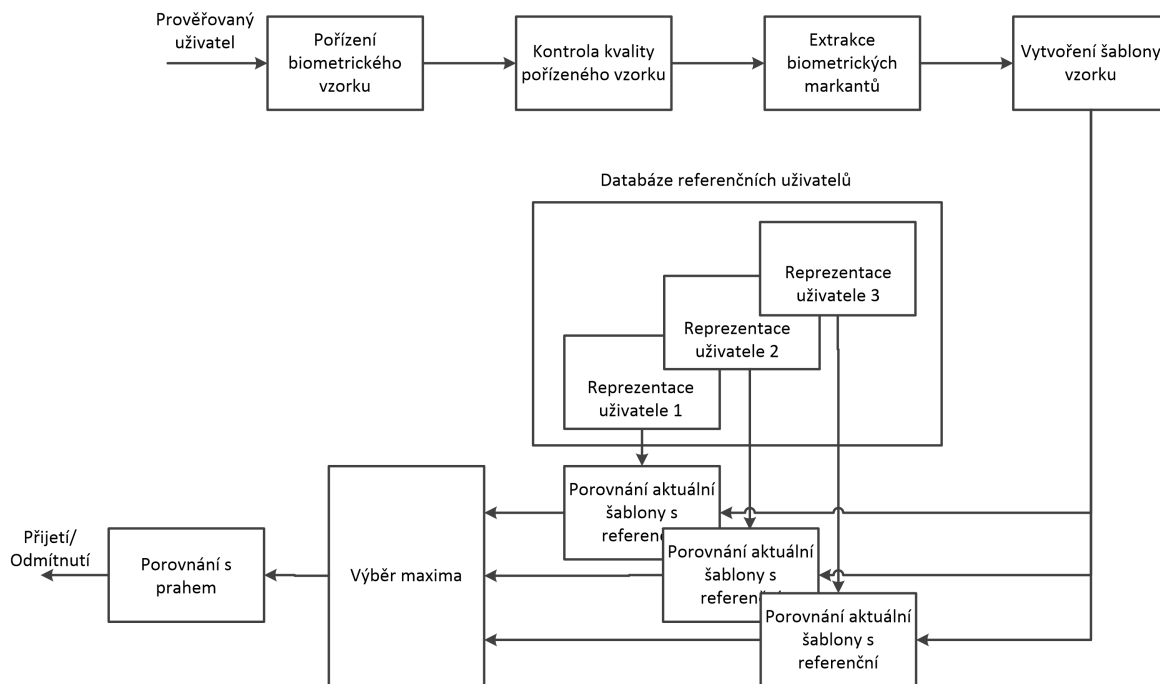 Prověřovaný
uživatel
Pořízení
biometrického
vzorku
Kontrola kvality
pořízeného vzorku
Extrakce
biometrických
markantů
Vytvoření šablony
vzorku
Databáze referenčních uživatelů
Reprezentace
uživatele 3
Reprezentace
uživatele 2
Reprezentace
uživatele 1
Porovnání aktuální
šablony s
Porovnání aktuální
šablony s
Porovnání aktuální
šablony s
referenční
Výběr maxima
Porovnání s
prahem
Přijetí/
Odmítnutí